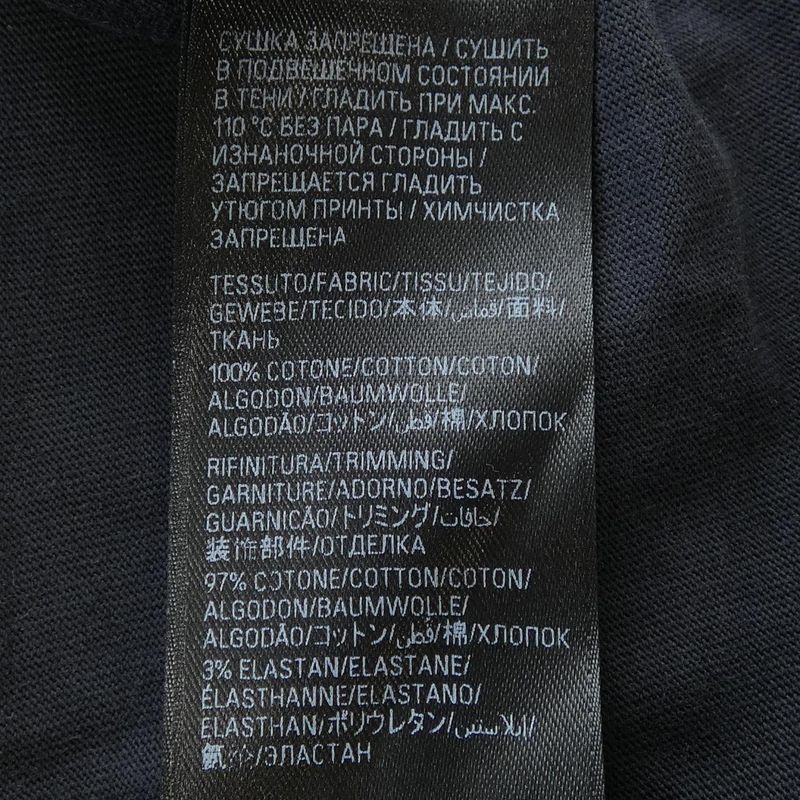 СУШКА ЗАПРЕЩЕНА / СУШИТЬ
В ПОДВЕШЕННОМ СОСТОЯНИИ
В ТЕНИ / ГЛАДИТЬ ПРИ МАКС.
110 °C БЕЗ ПАРА / ГЛАДИТЬ С
ИЗНАНОЧНОЙ СТОРОНЫ /
ЗАПРЕЩАЕТСЯ ГЛАДИТЬ
УТЮГОМ ПРИНТЫ / ХИМЧИСТКА
ЗАПРЕЩЕНА
TESSUTO/FABRIC/TISSU/TEJIDO/
GEWEBE/TECIDO/本体/قماش/面料/
ТКАНЬ
100% COTONE/COTTON/COTON/
ALGODON/BAUMWOLLE/
ALGODÃO/コットン/قطن/棉/ХЛОПОК
RIFINITURA/TRIMMING/
GARNITURE/ADORNO/BESATZ/
GUARNICÃO/トリミング/حافات/
装饰部件/ОТДЕЛКА
97% COTONE/COTTON/COTON/
ALGODON/BAUMWOLLE/
ALGODÃO/コットン/قطن/棉/ХЛОПОК
3% ELASTAN/ELASTANE/
ÉLASTHANNE/ELASTANO/
ELASTHAN/ポリウレタン/إيلاستين/
氨纶/ЭЛАСТАН